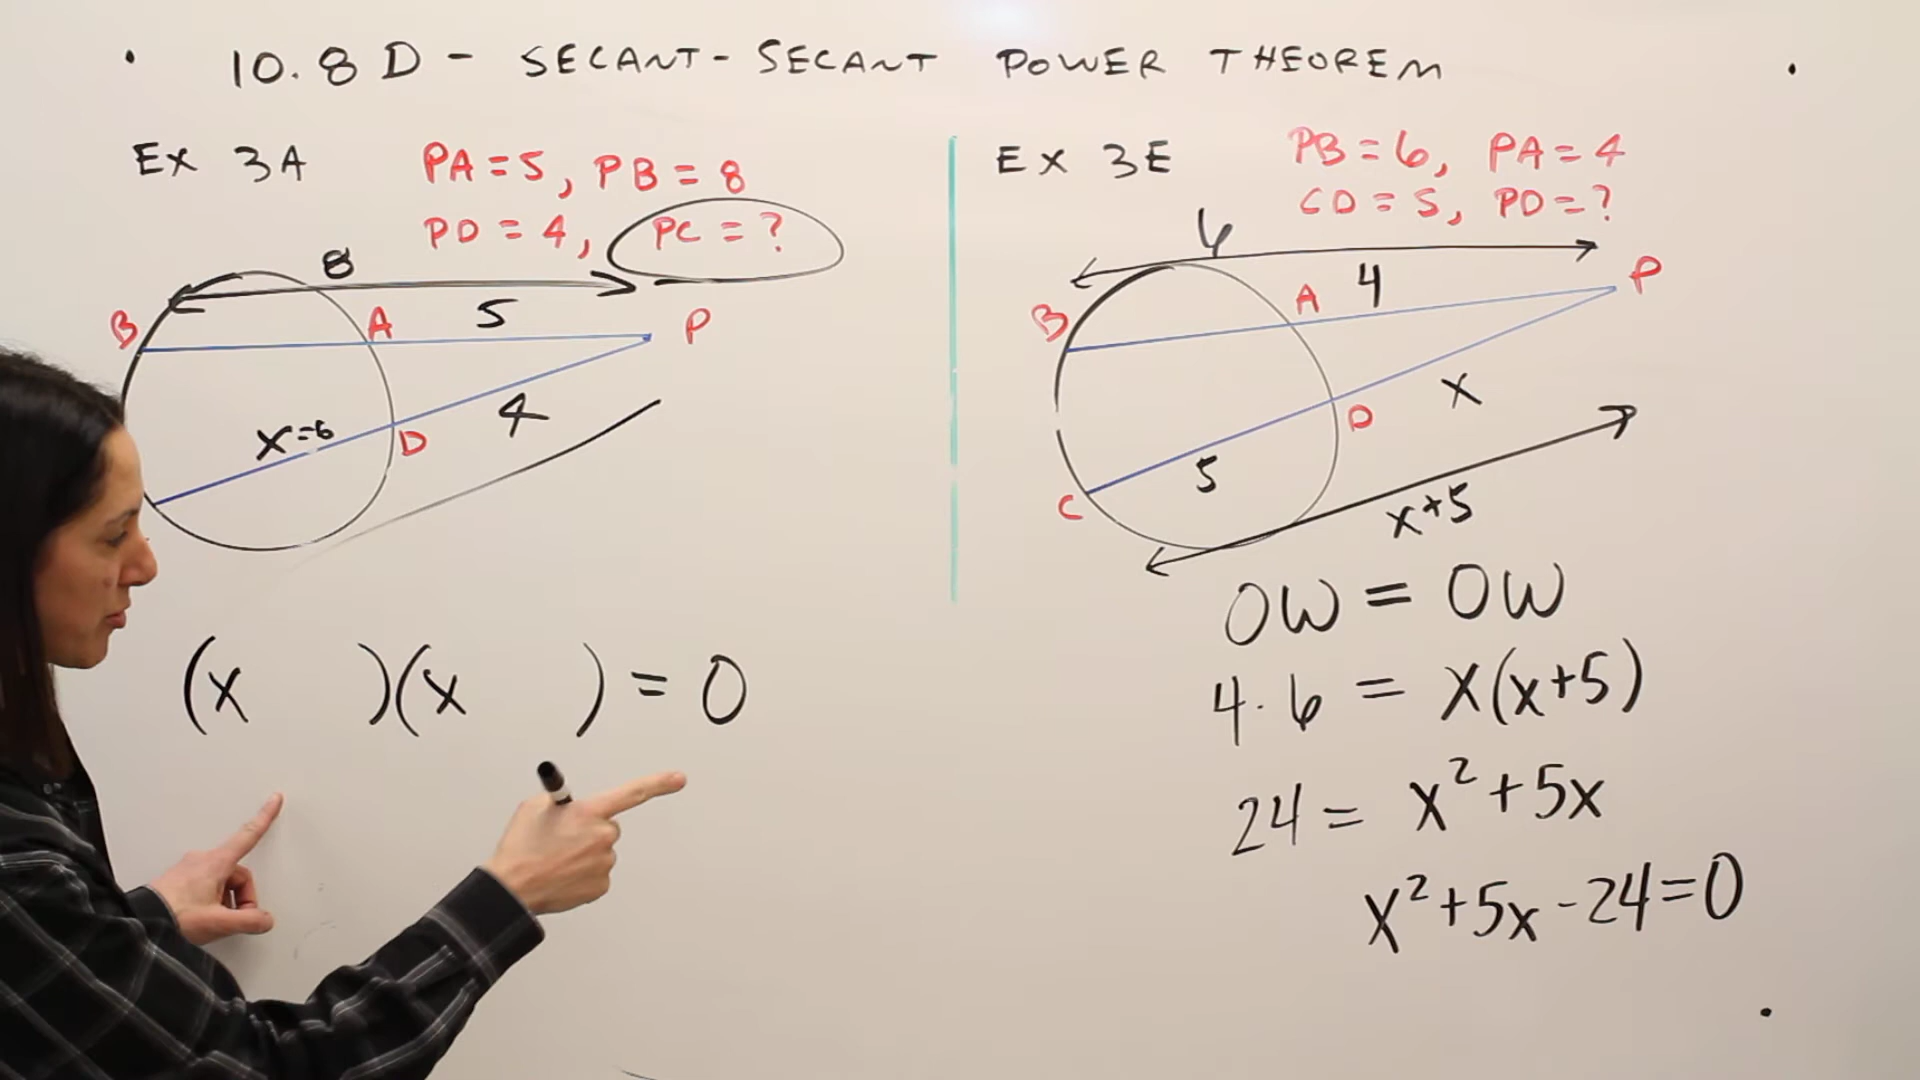 10.8 D - SECANT-SECANT POWER THEOREM
Ex 3A
PA = 5, PB = 8
PD = 4, PC = ?
8
5
B
A
P
x=6
D
4
(x )(x ) = 0
Ex 3E
PB = 6, PA = 4
CD = 5, PD = ?
6
4
P
B
A
x
D
5
C
x+5
OW = OW
4·6 = x(x+5)
24 = x²+5x
x²+5x-24=0